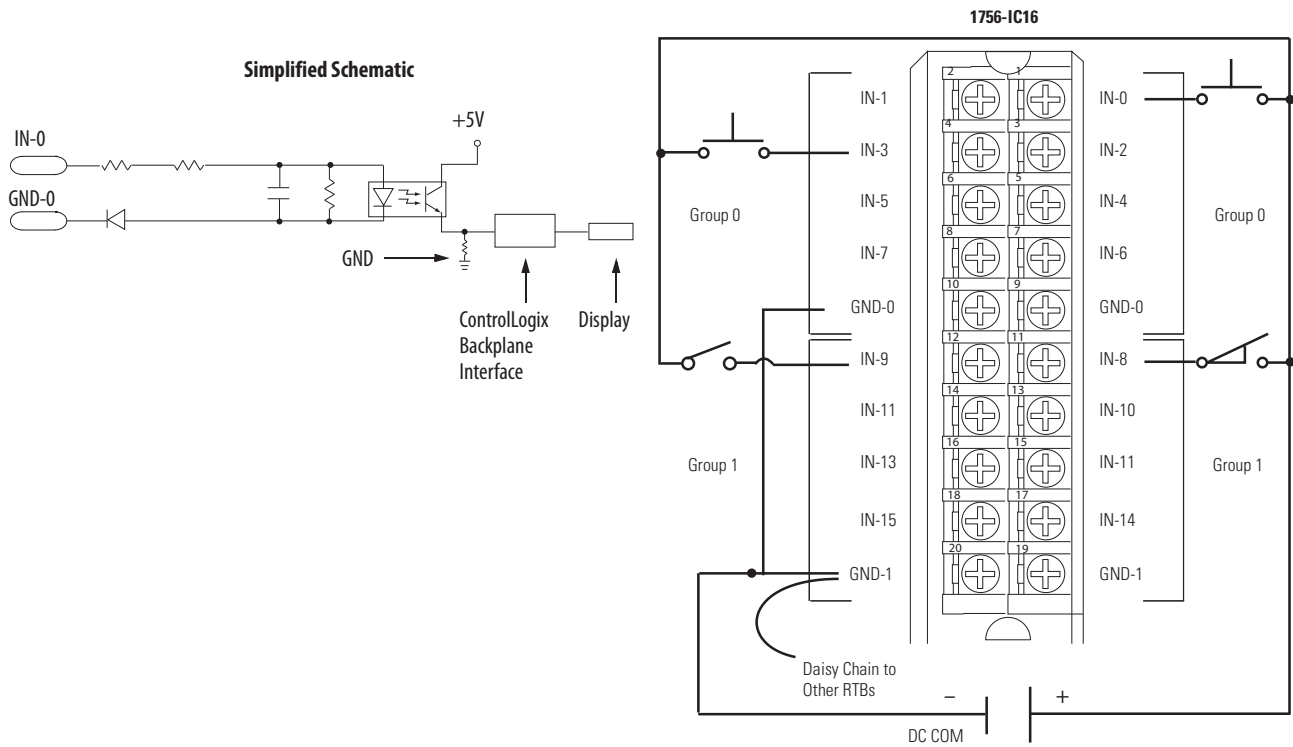 1756-IC16
Simplified Schematic
+5V
IN-0
GND-0
GND
ControlLogix
Backplane
Interface
Display
2 1
IN-1 IN-0
4 3
IN-3 IN-2
6 5
IN-5 IN-4
Group 0 Group 0
8 7
IN-7 IN-6
10 9
GND-0 GND-0
12 11
IN-9 IN-8
14 13
IN-11 IN-10
16 15
IN-13 IN-11
Group 1 Group 1
18 17
IN-15 IN-14
20 19
GND-1 GND-1
Daisy Chain to
Other RTBs
– +
DC COM